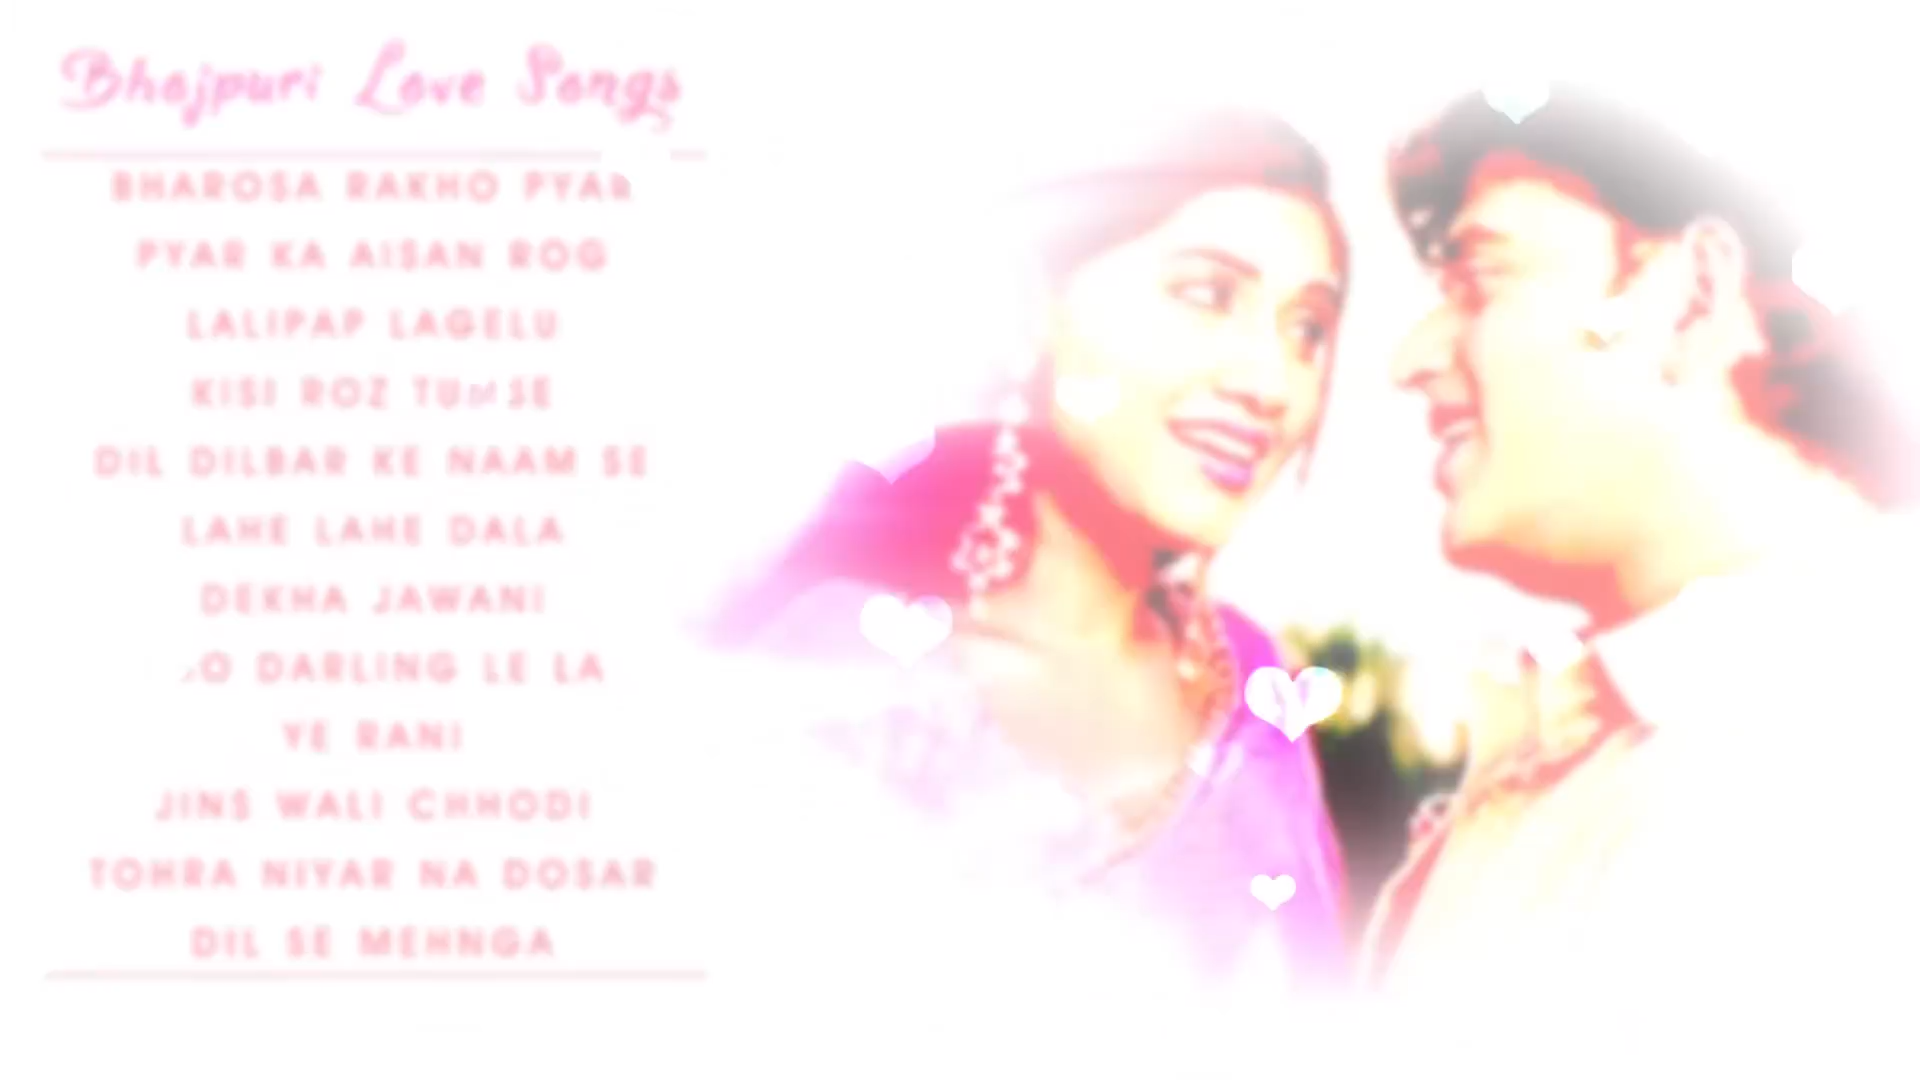 Bhojpuri Love Songs
BHAROSA RAKHO PYAR
PYAR KA AISAN ROG
LALIPAP LAGELU
KISI ROZ TUMSE
DIL DILBAR KE NAAM SE
LAHE LAHE DALA
DEKHA JAWANI
DARLING LE LA
YE RANI
JINS WALI CHHODI
TOHRA NIYAR NA DOSAR
DIL SE MEHNGA